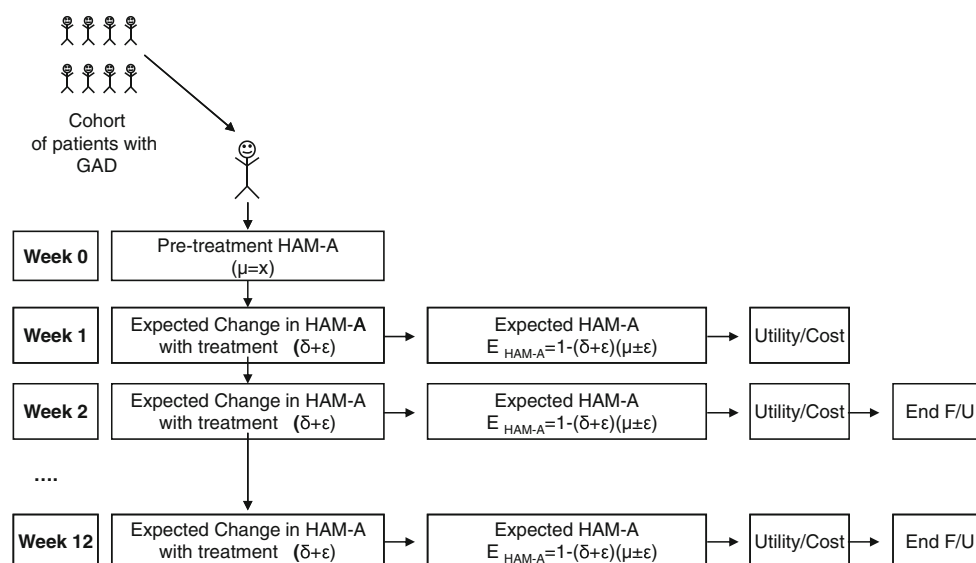 Cohort
of patients with
GAD
Week 0
Pre-treatment HAM-A
(μ=x)
Week 1
Expected Change in HAM-A
with treatment (δ+ε)
Expected HAM-A
E HAM-A=1-(δ+ε)(μ±ε)
Utility/Cost
Week 2
Expected Change in HAM-A
with treatment (δ+ε)
Expected HAM-A
E HAM-A=1-(δ+ε)(μ±ε)
Utility/Cost
End F/U
....
Week 12
Expected Change in HAM-A
with treatment (δ+ε)
Expected HAM-A
E HAM-A=1-(δ+ε)(μ±ε)
Utility/Cost
End F/U